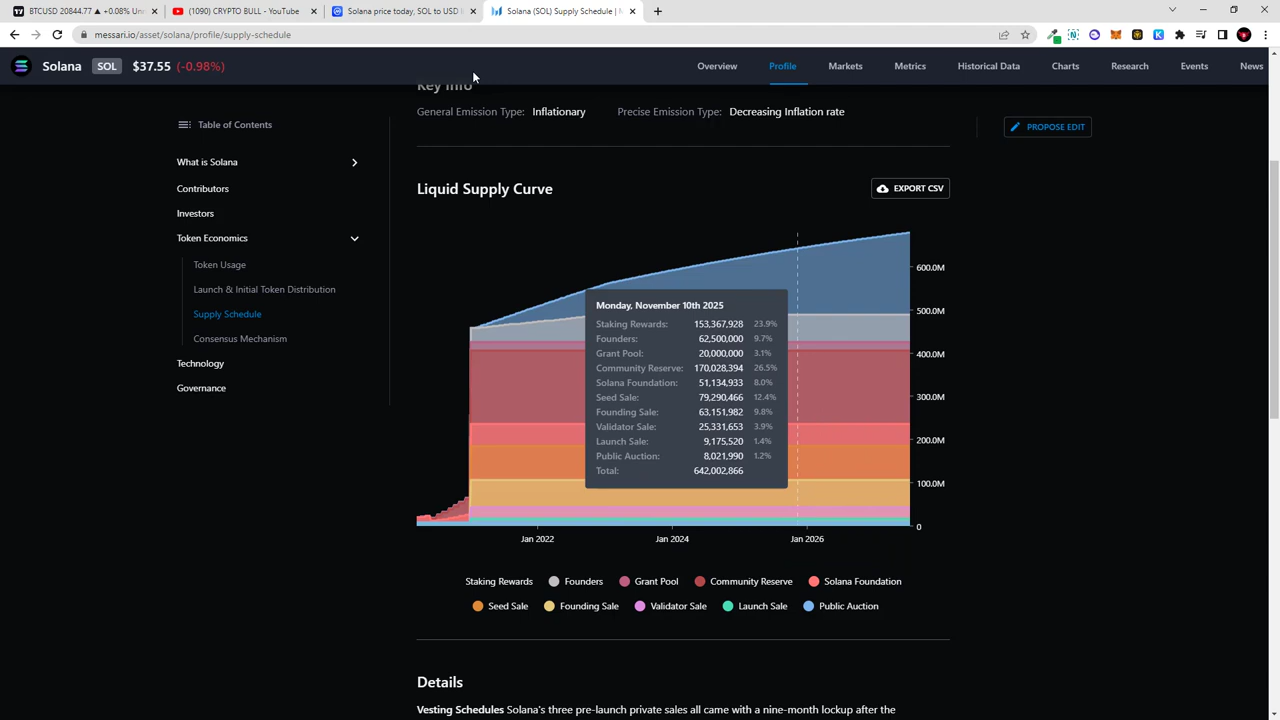 BTCUSD 20844.77 ▲ +0.08% Unn
(1090) CRYPTO BULL - YouTube
Solana price today, SOL to USD l
Solana (SOL) Supply Schedule | M
messari.io/asset/solana/profile/supply-schedule
Solana SOL $37.55 (-0.98%)
Overview Profile Markets Metrics Historical Data Charts Research Events News
Key Info
General Emission Type: Inflationary Precise Emission Type: Decreasing Inflation rate
Table of Contents
PROPOSE EDIT
What is Solana
Contributors
Investors
Token Economics
Token Usage
Launch & Initial Token Distribution
Supply Schedule
Consensus Mechanism
Technology
Governance
Liquid Supply Curve
EXPORT CSV
Monday, November 10th 2025
Staking Rewards: 153,367,928 23.9%
Founders: 62,500,000 9.7%
Grant Pool: 20,000,000 3.1%
Community Reserve: 170,028,394 26.5%
Solana Foundation: 51,134,933 8.0%
Seed Sale: 79,290,466 12.4%
Founding Sale: 63,151,982 9.8%
Validator Sale: 25,331,653 3.9%
Launch Sale: 9,175,520 1.4%
Public Auction: 8,021,990 1.2%
Total: 642,002,866
600.0M
500.0M
400.0M
300.0M
200.0M
100.0M
0
Jan 2022 Jan 2024 Jan 2026
Staking Rewards Founders Grant Pool Community Reserve Solana Foundation
Seed Sale Founding Sale Validator Sale Launch Sale Public Auction
Details
Vesting Schedules Solana's three pre-launch private sales all came with a nine-month lockup after the